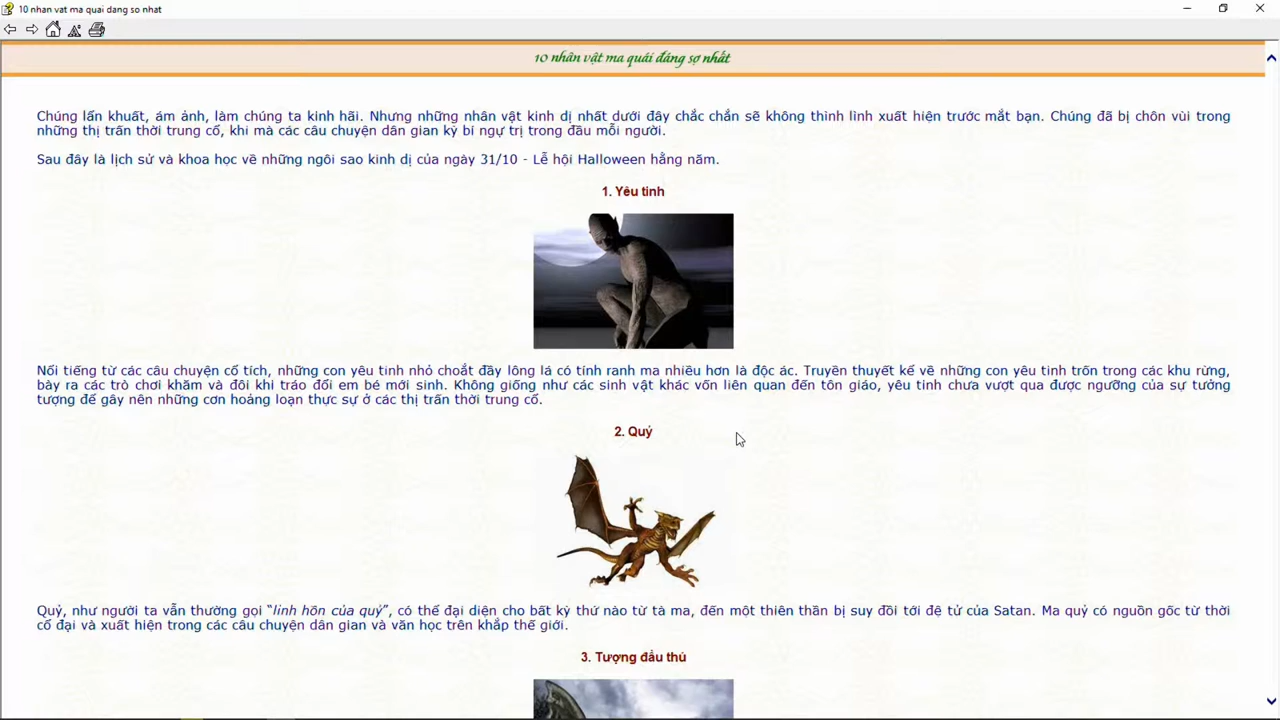 10 nhan vat ma quai dang so nhat
10 nhân vật ma quái đáng sợ nhất
Chúng lẩn khuất, ám ảnh, làm chúng ta kinh hãi. Nhưng những nhân vật kinh dị nhất dưới đây chắc chắn sẽ không thình lình xuất hiện trước mắt bạn. Chúng đã bị chôn vùi trong
những thị trấn thời trung cổ, khi mà các câu chuyện dân gian kỳ bí ngự trị trong đầu mỗi người.
Sau đây là lịch sử và khoa học về những ngôi sao kinh dị của ngày 31/10 - Lễ hội Halloween hằng năm.
1. Yêu tinh
Nổi tiếng từ các câu chuyện cổ tích, những con yêu tinh nhỏ choắt đầy lông lá có tính ranh ma nhiều hơn là độc ác. Truyền thuyết kể về những con yêu tinh trốn trong các khu rừng,
bày ra các trò chơi khăm và đôi khi tráo đổi em bé mới sinh. Không giống như các sinh vật khác vốn liên quan đến tôn giáo, yêu tinh chưa vượt qua được ngưỡng của sự tưởng
tượng để gây nên những cơn hoảng loạn thực sự ở các thị trấn thời trung cổ.
2. Quỷ
Quỷ, như người ta vẫn thường gọi “linh hồn của quỷ”, có thể đại diện cho bất kỳ thứ nào từ tà ma, đến một thiên thần bị suy đồi tới đệ tử của Satan. Ma quỷ có nguồn gốc từ thời
cổ đại và xuất hiện trong các câu chuyện dân gian và văn học trên khắp thế giới.
3. Tượng đầu thú